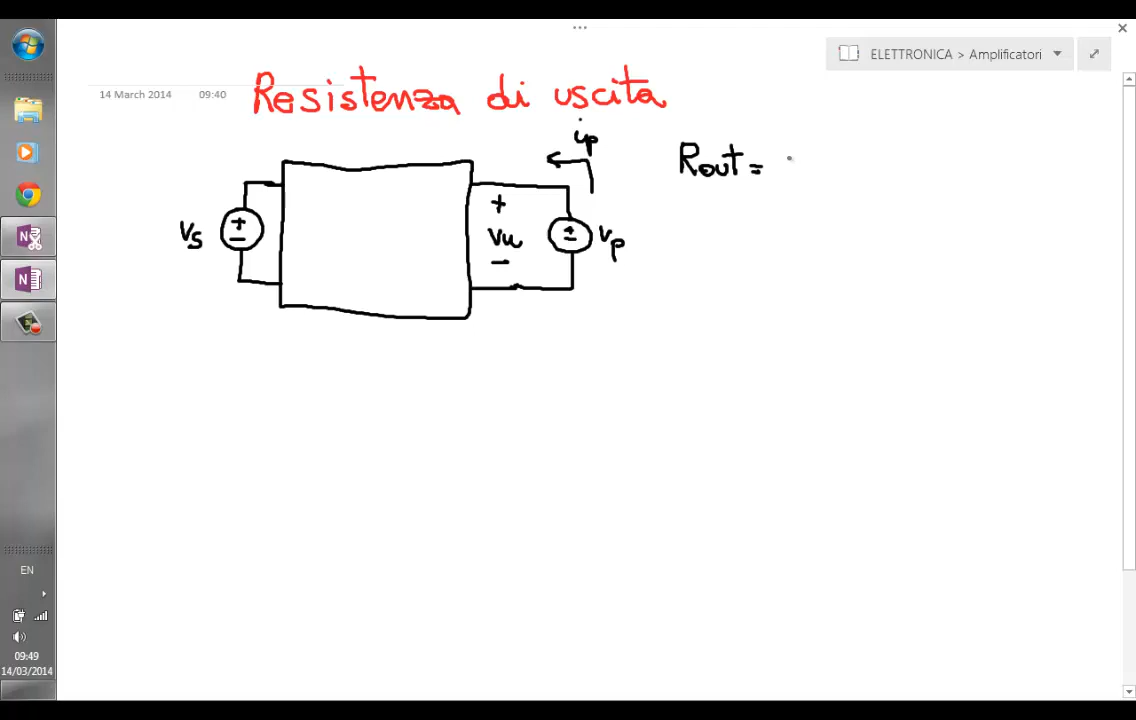 ELETTRONICA > Amplificatori
14 March 2014 09:40
Resistenza di uscita
ip
Rout =
+
vs
+
-
+
vu
-
+
-
vp
EN
09:49
14/03/2014